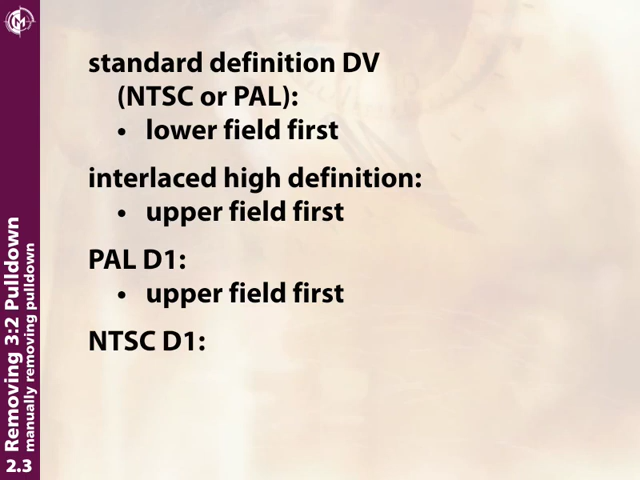 standard definition DV
(NTSC or PAL):
• lower field first
interlaced high definition:
• upper field first
PAL D1:
• upper field first
NTSC D1:
Removing 3:2 Pulldown
manually removing pulldown
2.3